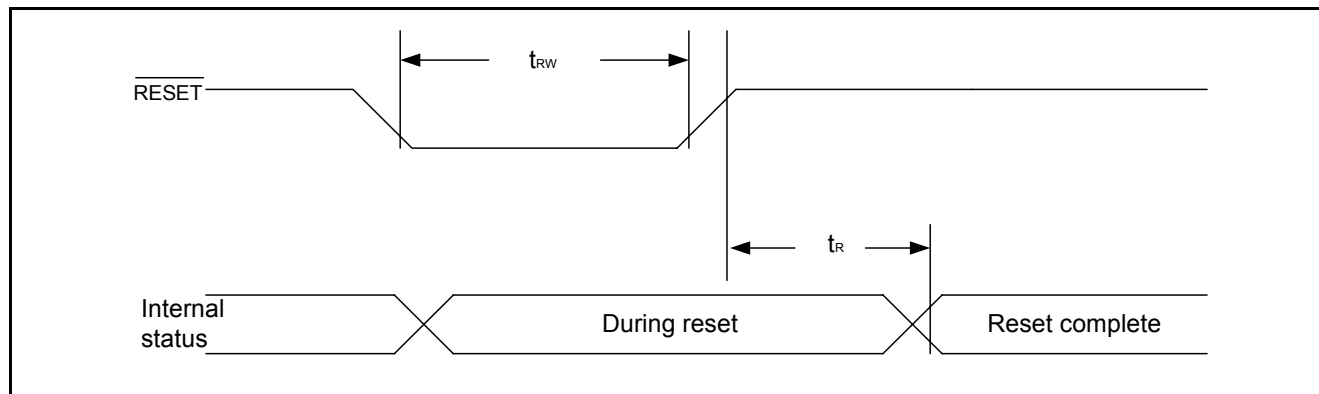 tRW
RESET
tR
Internal
status
During reset
Reset complete